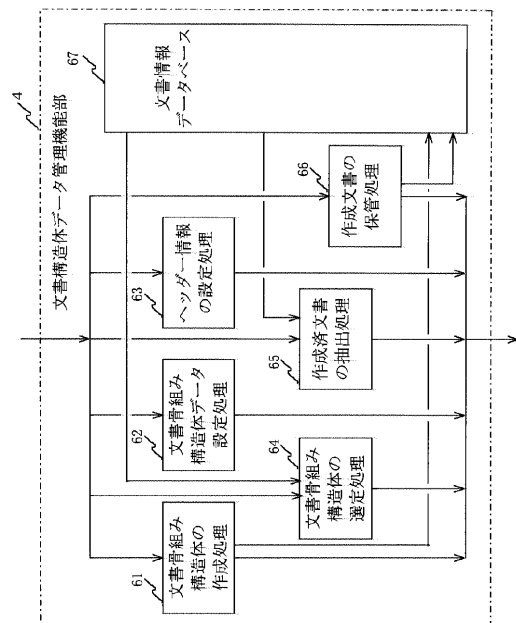 4
文書構造体データ管理機能部
61
文書骨組み
構造体の
作成処理
62
文書骨組み
構造体データ
設定処理
63
ヘッダー情報
の設定処理
64
文書骨組み
構造体の
選定処理
65
作成済文書
の抽出処理
66
作成文書の
保管処理
67
文書情報
データベース